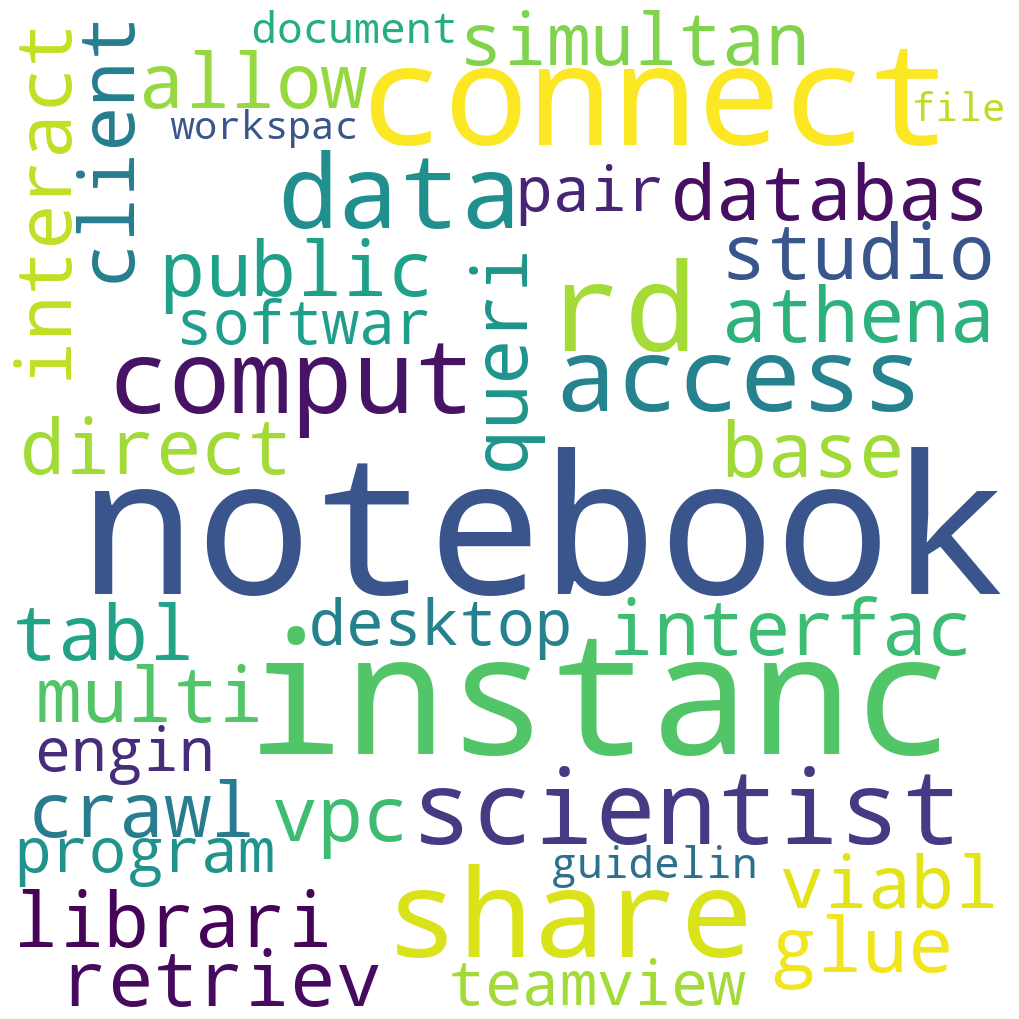 document
simultan
interact
client
allow
connect
workspac
file
data
pair
databas
public
queri
rd
studio
softwar
athena
comput
access
direct
base
notebook
tabl
desktop
interfac
multi
instanc
engin
crawl
vpc
scientist
program
guidelin
viabl
librari
share
glue
retriev
teamview